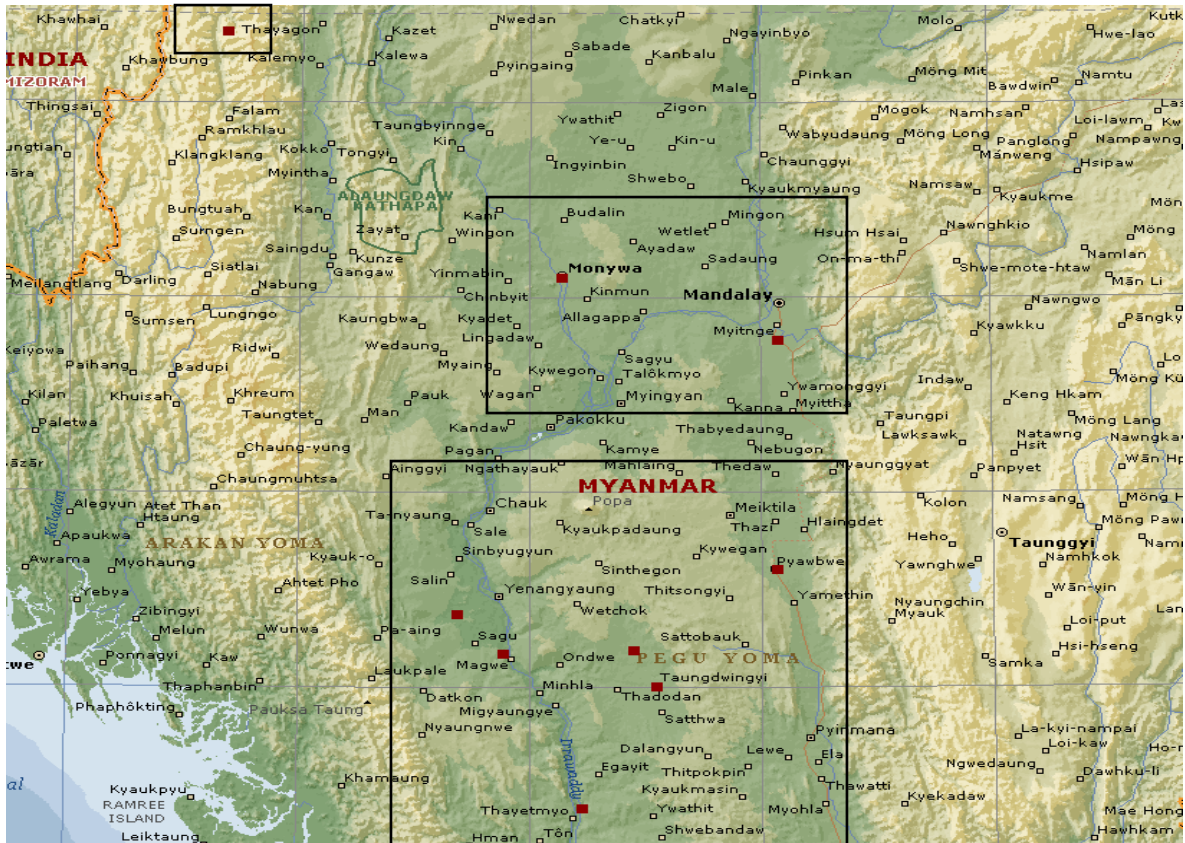 Khawhai
Thayagon
Kazet
Nwedan
Chatkyi
Ngayinbyo
Molo
Kutk
Hwe-lao
INDIA
MIZORAM
Khawbung
Kalemyo
Kalewa
Sabade
Pyingaing
Kanbalu
Pinkan
Möng Mit
Bawdwin
Namtu
Thingsai
Falam
Ramkhlau
Taungbyinnge
Ywathit
Zigon
Male
Mogok
Namhsan
Loi-lawm
Klangklang
Kokko
Tongyi
Kin
Ye-u
Kin-u
Wabyudaung
Möng Long
Panglong
Nampawng
Myintha
Ingyinbin
Shwebo
Chaunggyi
Mānweng
Hsipaw
ALAUNGDAW
KATHAPA
Kyaukmyaung
Namsaw
Kyaukme
Bungtuah
Kan
Kani
Budalin
Mingon
Surngen
Zayat
Wingon
Wetlet
Hsum Hsai
Nawnghkio
Möng
Saingdu
Kunze
Ayadaw
On-ma-thi
Namlan
Meilangtlang
Darling
Siatlai
Gangaw
Yinmabin
Monywa
Sadaung
Shwe-mote-htaw
Mān Li
Nabung
Chinbyit
Kinmun
Mandalay
Nawngwo
Sumsen
Lungngo
Kaungbwa
Kyadet
Allagappa
Myitnge
Kyawkku
Pāngky
Keiyowa
Ridwi
Wedaung
Lingadaw
Paihang
Badupi
Myaing
Sagyu
Kywegon
Talôkmyo
Indaw
Möng Kü
Kilan
Khuisah
Khreum
Pauk
Wagan
Myingyan
Ywamonggyi
Keng Hkam
Paletwa
Taungtet
Man
Kanna
Myittha
Taungpi
Möng Lang
Kandaw
Pakokku
Thabyedaung
Lawksawk
Natawng
Hsit
Nawngkaw
Chaung-yung
Pagan
Kamye
Nebugon
Chaungmuhtsa
Ainggyi
Ngathayauk
Mahlaing
Thedaw
Nyaunggyat
Panpyet
Wān Hp
MYANMAR
Kaladan
Alegyun
Atet Than
Htaung
Ta-nyaung
Chauk
Popa
Meiktila
Kolon
Namsang
Möng H
Apaukwa
ARAKAN YOMA
Sale
Kyaukpadaung
Thazi
Hlaingdet
Möng Pawn
Awrama
Myohaung
Kyauk-o
Sinbyugyun
Kywegan
Heho
Taunggyi
Ahtet Pho
Salin
Sinthegon
Pyawbwe
Yawnghwe
Namhkok
Yebya
Yenangyaung
Thitsongyi
Yamethin
Wān-yin
Zibingyi
Wetchok
Nyaungchin
Myauk
Melun
Wunwa
Pa-aing
Sagu
Sattobauk
Loi-put
Ponnagyi
Kaw
Magwe
Ondwe
PEGU YOMA
Samka
Hsi-hseng
Thaphanbin
Laukpale
Taungdwingyi
Phaphôkting
Pauksa Taung
Datkon
Minhla
Thadodan
Nyaungnwe
Migyaungye
Satthwa
Pyinmana
La-kyi-nampai
Loi-kaw
Irrawaddy
Dalangyun
Lewe
Ela
Khamaung
Egayit
Thitpokpin
Ngwedaung
Dawhku-li
Kyaukpyu
Kyaukmasin
Thawatti
RAMREE
ISLAND
Thayetmyo
Ywathit
Myohla
Kyekadaw
Mae Hong
Leiktaung
Hman
Tôn
Shwebandaw
Hawhkam